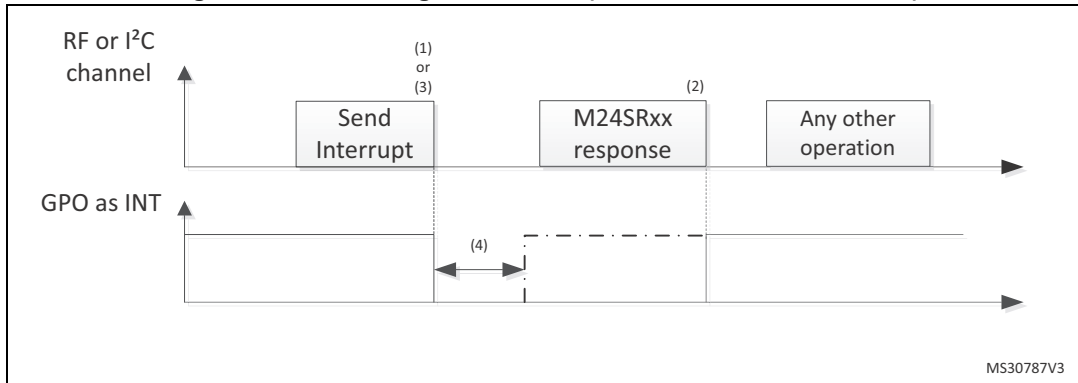 RF or I²C
channel
(1)
or
(3)
(2)
Send
Interrupt
M24SRxx
response
Any other
operation
GPO as INT
(4)
MS30787V3